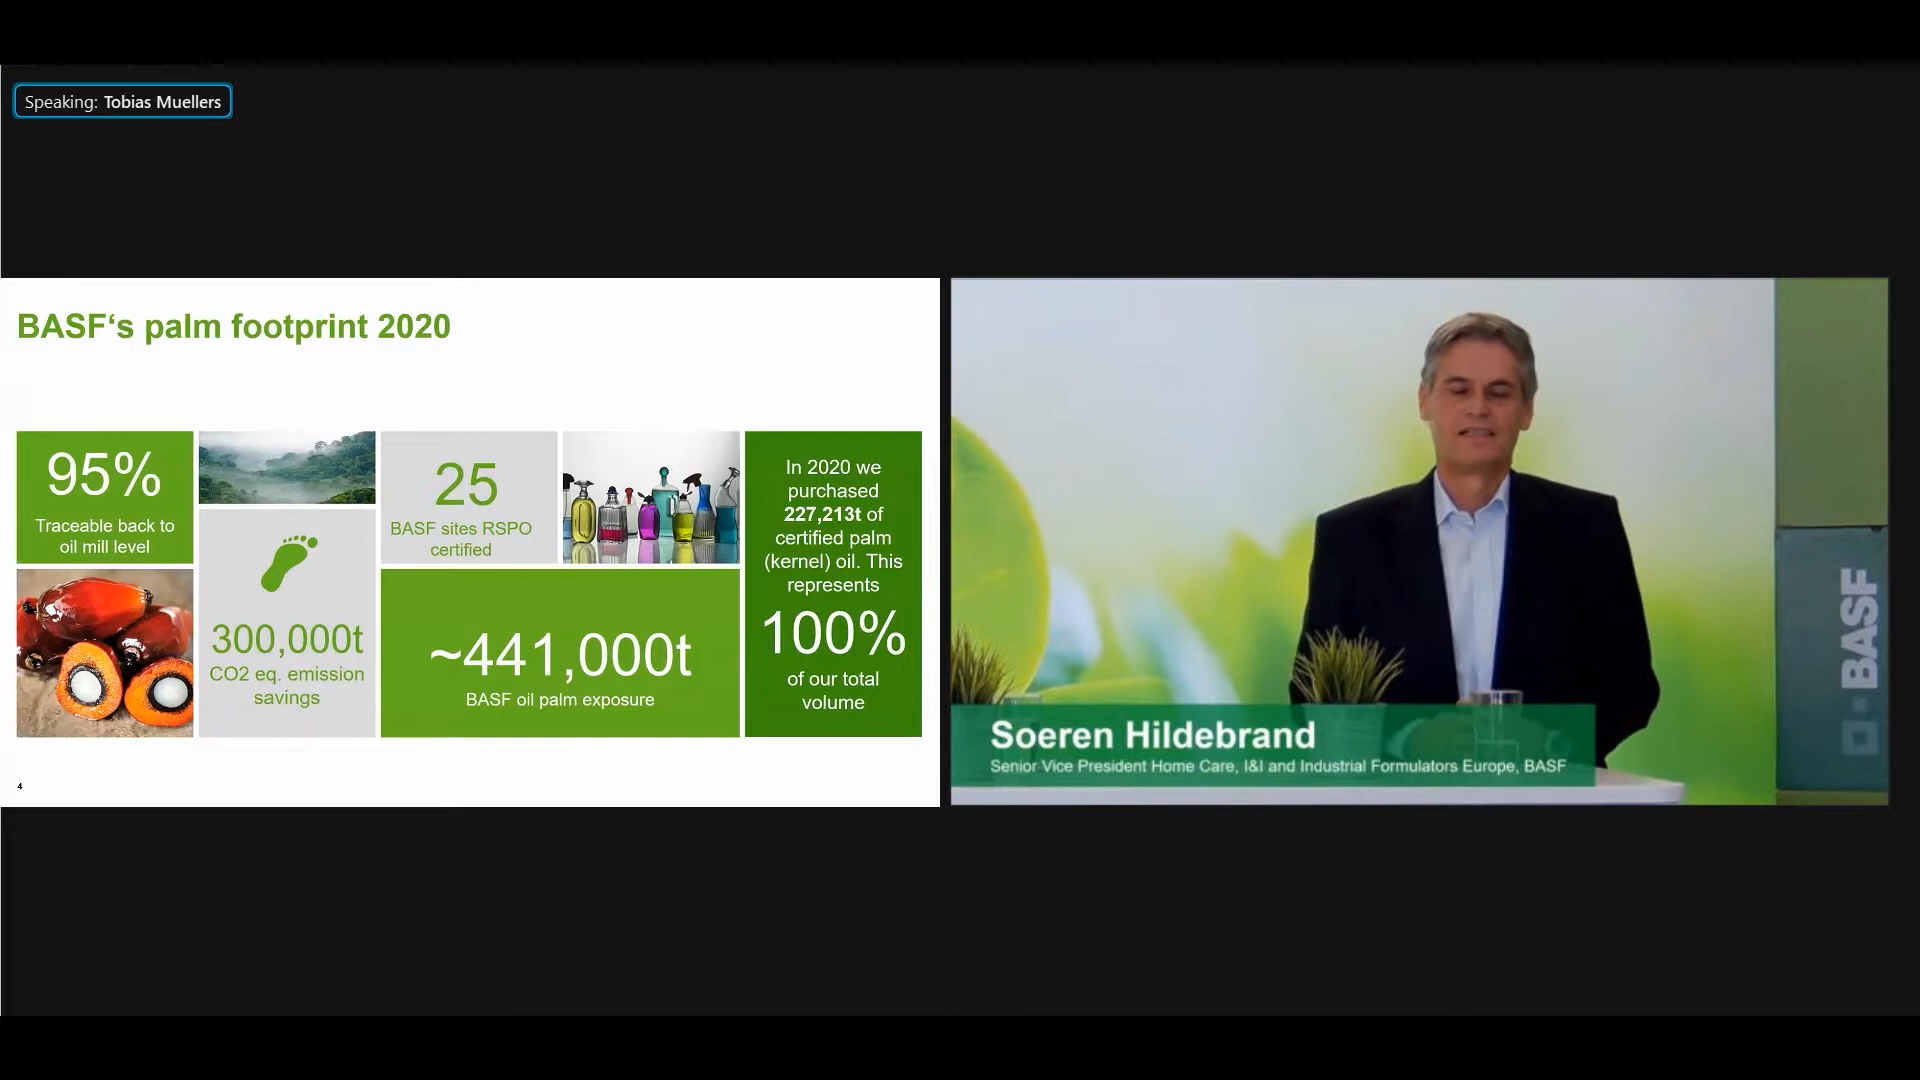 Speaking: Tobias Muellers
BASF‘s palm footprint 2020
95%
Traceable back to
oil mill level
300,000t
CO2 eq. emission
savings
25
BASF sites RSPO
certified
~441,000t
BASF oil palm exposure
In 2020 we
purchased
227,213t of
certified palm
(kernel) oil. This
represents
100%
of our total
volume
4
Soeren Hildebrand
Senior Vice President Home Care, I&I and Industrial Formulators Europe, BASF
BASF